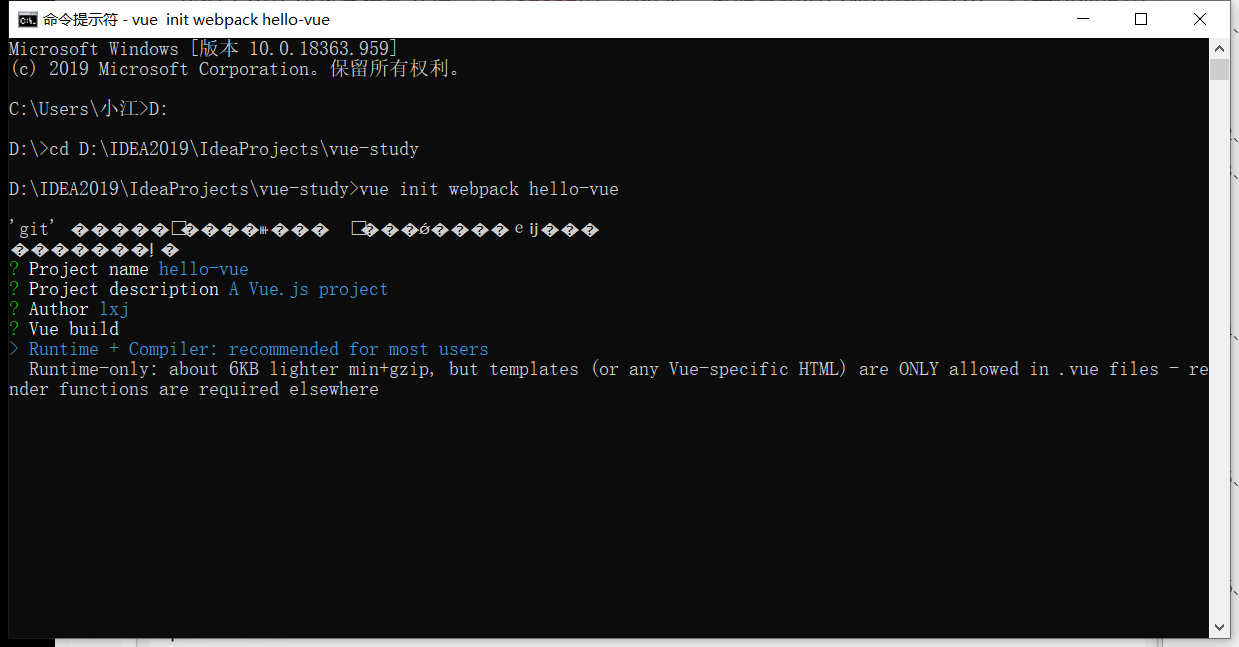 命令提示符 - vue  init webpack hello-vue
Microsoft Windows [版本 10.0.18363.959]
(c) 2019 Microsoft Corporation。保留所有权利。
C:\Users\小江>D:
D:\>cd D:\IDEA2019\IdeaProjects\vue-study
D:\IDEA2019\IdeaProjects\vue-study>vue init webpack hello-vue
'git'
? Project name hello-vue
? Project description A Vue.js project
? Author lxj
? Vue build
> Runtime + Compiler: recommended for most users
Runtime-only: about 6KB lighter min+gzip, but templates (or any Vue-specific HTML) are ONLY allowed in .vue files - re
nder functions are required elsewhere